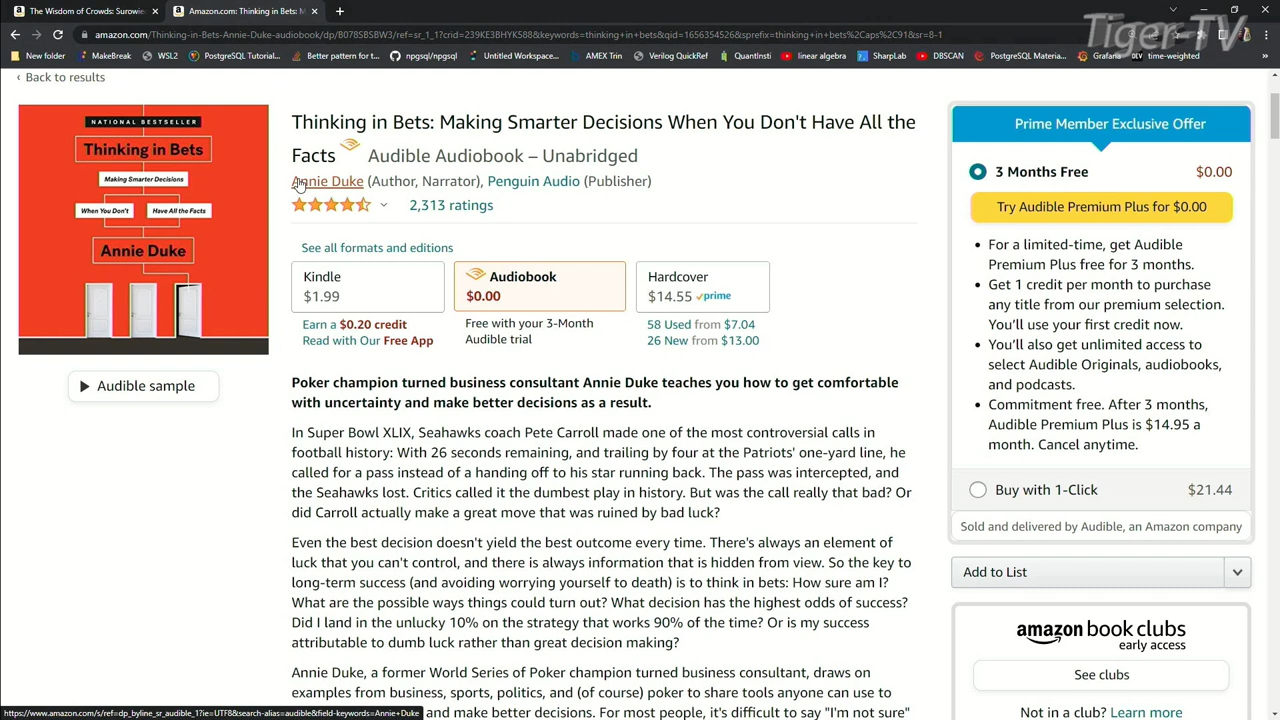 The Wisdom of Crowds: Surowie
Amazon.com: Thinking in Bets: M
Tiger-TV
amazon.com/Thinking-in-Bets-Annie-Duke-audiobook/dp/B078SBSBW3/ref=sr_1_1?crid=239KE3BHYK588&keywords=thinking+in+bets&qid=1656354526&sprefix=thinking+in+bets%2Caps%2C91&sr=8-1
New folder
MakeBreak
WSL2
PostgreSQL Tutorial...
Better pattern for t...
npgsql/npgsql
Untitled Workspace...
AMEX Trin
Verilog QuckRef
QuantInsti
linear algebra
SharpLab
DBSCAN
PostgreSQL Materia...
Grafana
DEV time-weighted
‹ Back to results
NATIONAL BESTSELLER
Thinking in Bets
Making Smarter Decisions
When You Don't
Have All the Facts
Annie Duke
Audible sample
Thinking in Bets: Making Smarter Decisions When You Don't Have All the
Facts Audible Audiobook – Unabridged
Annie Duke (Author, Narrator), Penguin Audio (Publisher)
2,313 ratings
See all formats and editions
Kindle
$1.99
Earn a $0.20 credit
Read with Our Free App
Audiobook
$0.00
Free with your 3-Month
Audible trial
Hardcover
$14.55 prime
58 Used from $7.04
26 New from $13.00
Poker champion turned business consultant Annie Duke teaches you how to get comfortable
with uncertainty and make better decisions as a result.
In Super Bowl XLIX, Seahawks coach Pete Carroll made one of the most controversial calls in
football history: With 26 seconds remaining, and trailing by four at the Patriots' one-yard line, he
called for a pass instead of a handing off to his star running back. The pass was intercepted, and
the Seahawks lost. Critics called it the dumbest play in history. But was the call really that bad? Or
did Carroll actually make a great move that was ruined by bad luck?
Even the best decision doesn't yield the best outcome every time. There's always an element of
luck that you can't control, and there is always information that is hidden from view. So the key to
long-term success (and avoiding worrying yourself to death) is to think in bets: How sure am I?
What are the possible ways things could turn out? What decision has the highest odds of success?
Did I land in the unlucky 10% on the strategy that works 90% of the time? Or is my success
attributable to dumb luck rather than great decision making?
Annie Duke, a former World Series of Poker champion turned business consultant, draws on
examples from business, sports, politics, and (of course) poker to share tools anyone can use to
and make better decisions. For most people, it's difficult to say "I'm not sure"
Prime Member Exclusive Offer
3 Months Free $0.00
Try Audible Premium Plus for $0.00
• For a limited-time, get Audible
Premium Plus free for 3 months.
• Get 1 credit per month to purchase
any title from our premium selection.
You'll use your first credit now.
• You'll also get unlimited access to
select Audible Originals, audiobooks,
and podcasts.
• Commitment free. After 3 months,
Audible Premium Plus is $14.95 a
month. Cancel anytime.
Buy with 1-Click $21.44
Sold and delivered by Audible, an Amazon company
Add to List
amazon book clubs
early access
See clubs
Not in a club? Learn more
https://www.amazon.com/s/ref=dp_byline_sr_audible_1?ie=UTF8&search-alias=audible&field-keywords=Annie+Duke